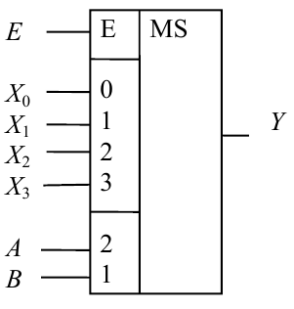 E E MS
X₀ 0
X₁ 1
Y
X₂ 2
X₃ 3
A 2
B 1